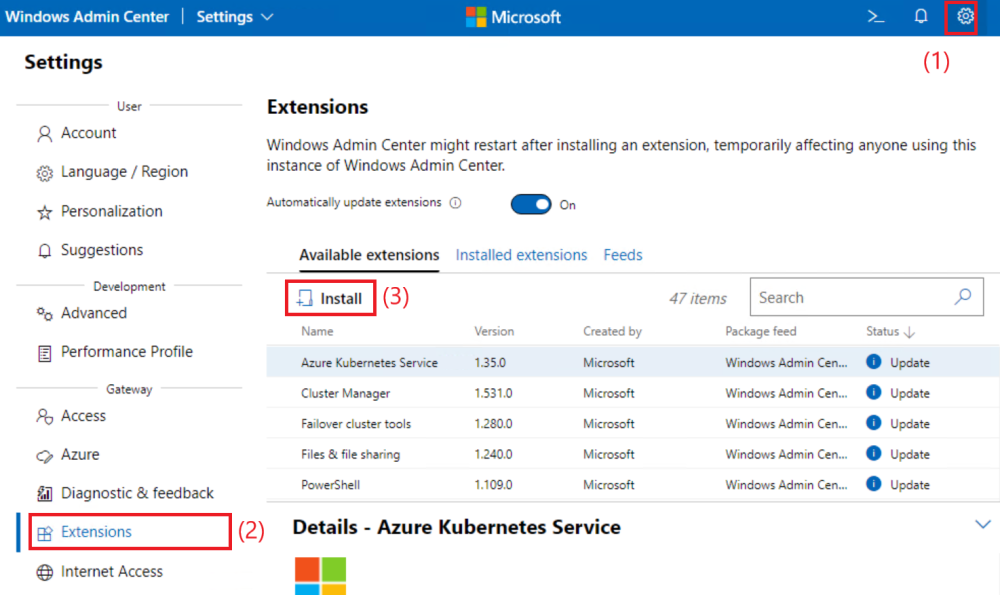 Windows Admin Center | Settings
Microsoft
(1)
Settings
User
Account
Language / Region
Personalization
Suggestions
Development
Advanced
Performance Profile
Gateway
Access
Azure
Diagnostic & feedback
Extensions
(2)
Internet Access
Extensions
Windows Admin Center might restart after installing an extension, temporarily affecting anyone using this
instance of Windows Admin Center.
Automatically update extensions
On
Available extensions Installed extensions Feeds
Install (3) 47 items Search
Name Version Created by Package feed Status
Azure Kubernetes Service 1.35.0 Microsoft Windows Admin Cen... Update
Cluster Manager 1.531.0 Microsoft Windows Admin Cen... Update
Failover cluster tools 1.280.0 Microsoft Windows Admin Cen... Update
Files & file sharing 1.240.0 Microsoft Windows Admin Cen... Update
PowerShell 1.109.0 Microsoft Windows Admin Cen... Update
Details - Azure Kubernetes Service